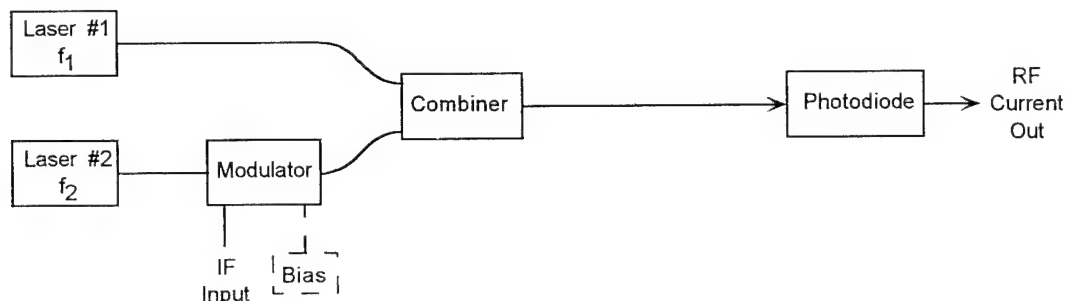 Laser #1
f1
Combiner
Photodiode
RF
Current
Out
Laser #2
f2
Modulator
IF
Input
Bias